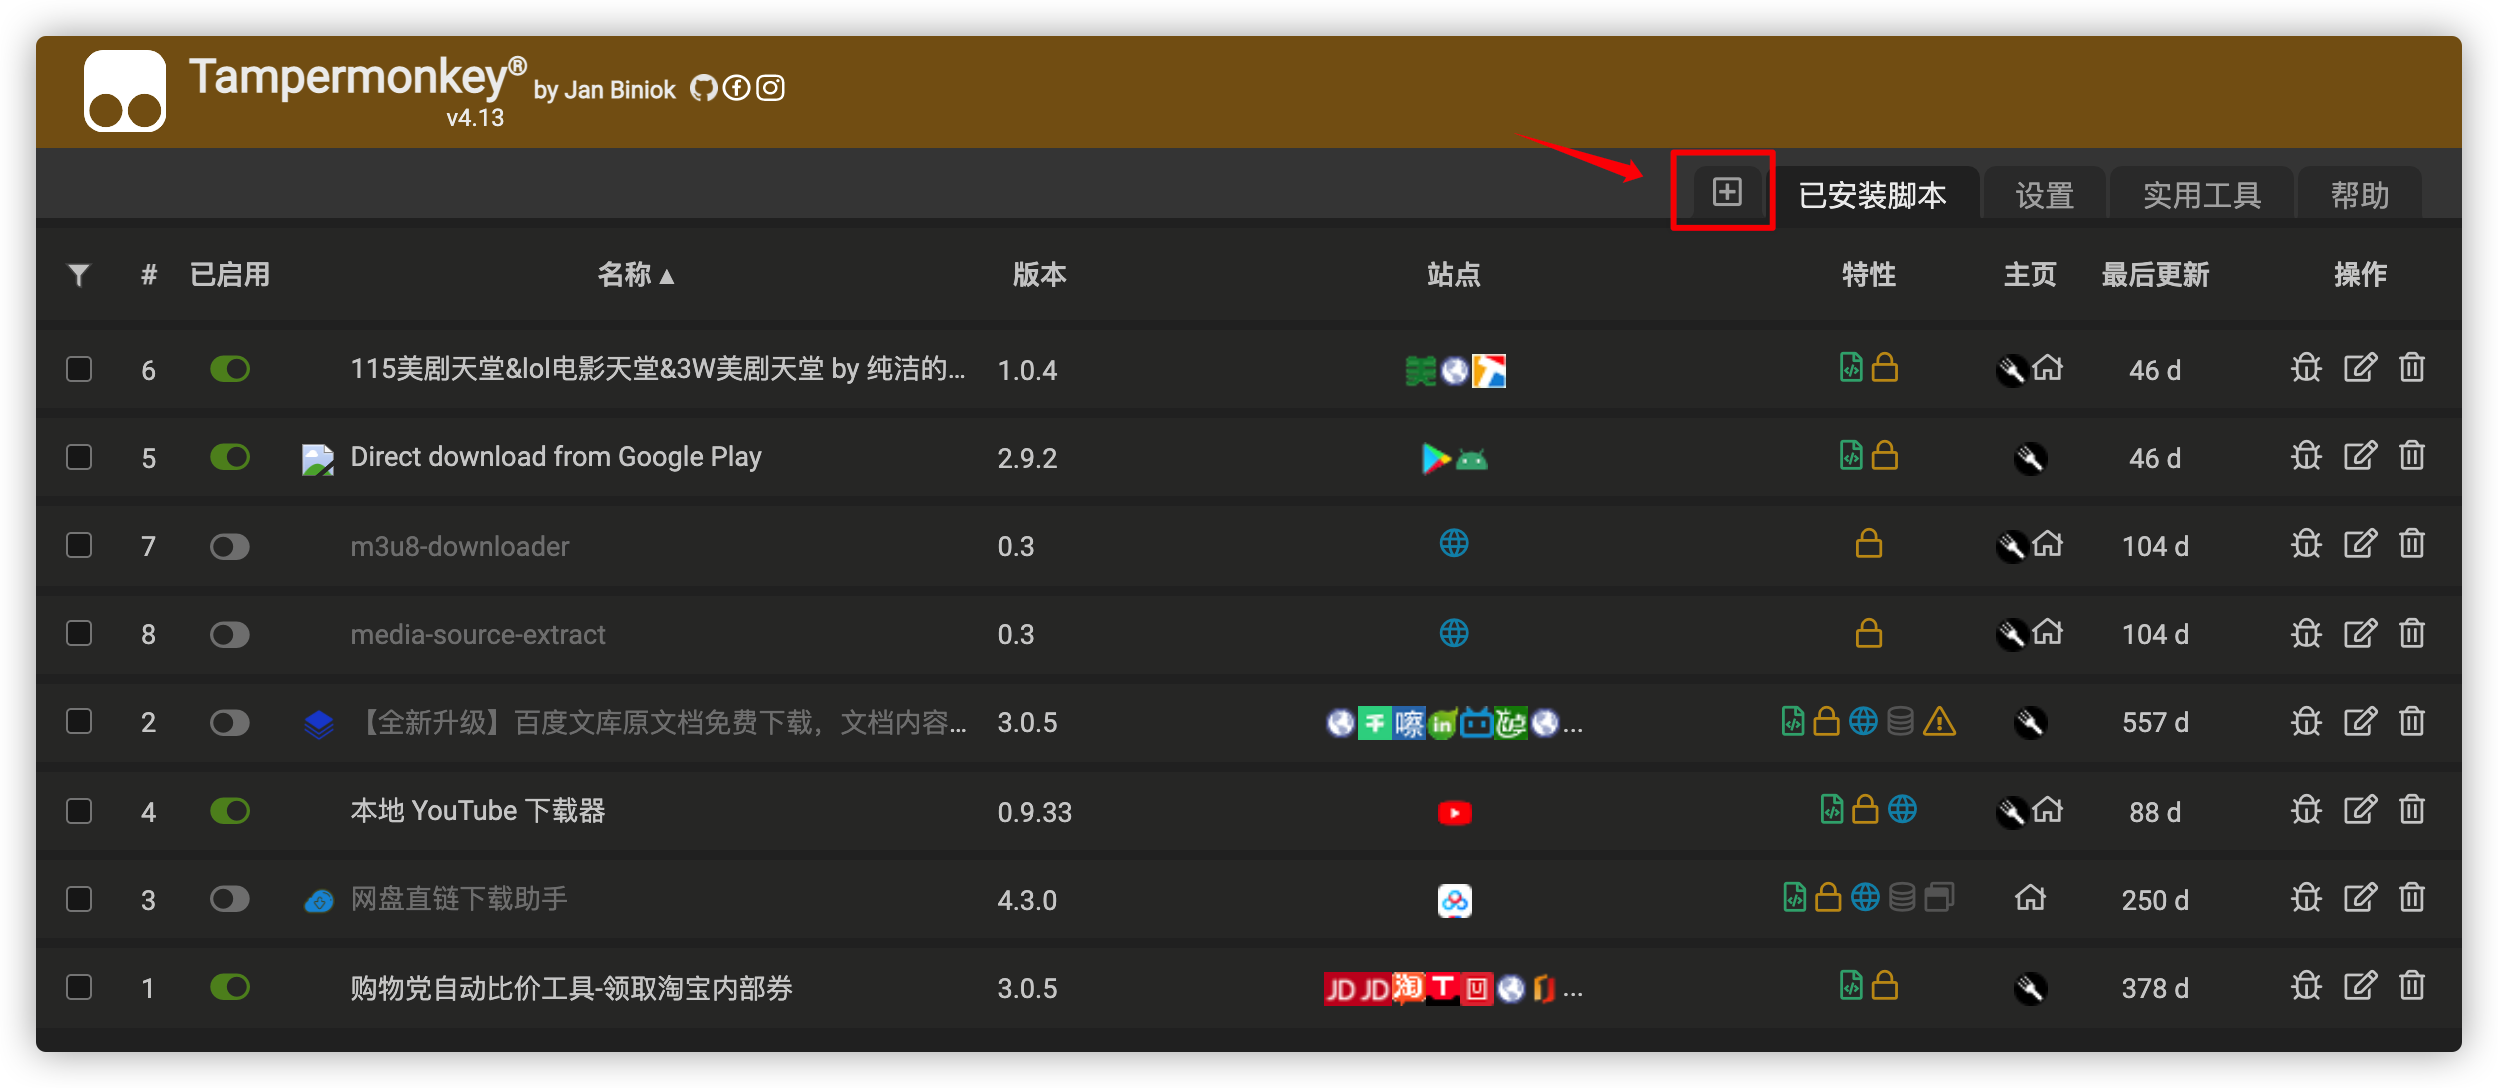 Tampermonkey® by Jan Biniok
v4.13
已安装脚本 设置 实用工具 帮助
# 已启用 名称▲ 版本 站点 特性 主页 最后更新 操作
6 115美剧天堂&lol电影天堂&3W美剧天堂 by 纯洁的... 1.0.4 46 d
5 Direct download from Google Play 2.9.2 46 d
7 m3u8-downloader 0.3 104 d
8 media-source-extract 0.3 104 d
2 【全新升级】百度文库原文档免费下载，文档内容... 3.0.5 ... 557 d
4 本地 YouTube 下载器 0.9.33 88 d
3 网盘直链下载助手 4.3.0 250 d
1 购物党自动比价工具-领取淘宝内部券 3.0.5 JD JD 淘 T ... 378 d